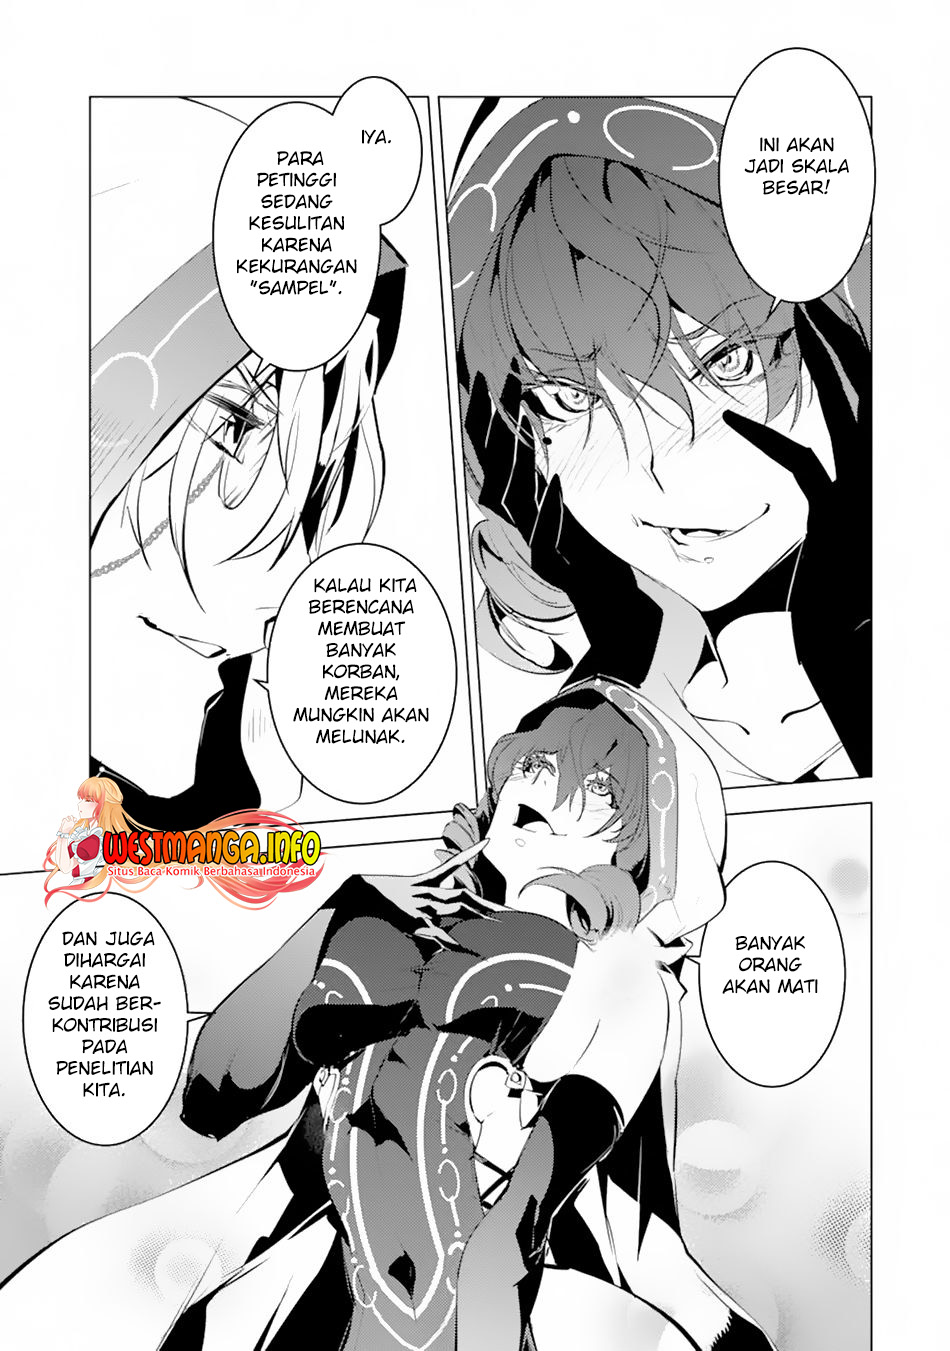 INI AKAN
JADI SKALA
BESAR!
IYA.
PARA
PETINGGI
SEDANG
KESULITAN
KARENA
KEKURANGAN
"SAMPEL".
KALAU KITA
BERENCANA
MEMBUAT
BANYAK
KORBAN,
MEREKA
MUNGKIN AKAN
MELUNAK.
WESTMANGA.INFO
SITUS BACA KOMIK BERBAHASA INDONESIA
BANYAK
ORANG
AKAN MATI
DAN JUGA
DIHARGAI
KARENA
SUDAH BER-
KONTRIBUSI
PADA
PENELITIAN
KITA.